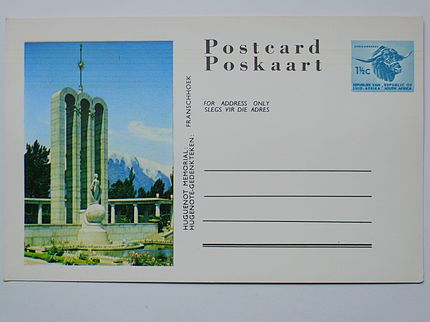 Postcard
Poskaart
1½c
REPUBLIEK VAN REPUBLIC OF
SUID-AFRIKA SOUTH AFRICA
FOR ADDRESS ONLY
SLEGS VIR DIE ADRES
HUGUENOT MEMORIAL:
HUGENOTE-GEDENKTEKEN: FRANSCHHOEK